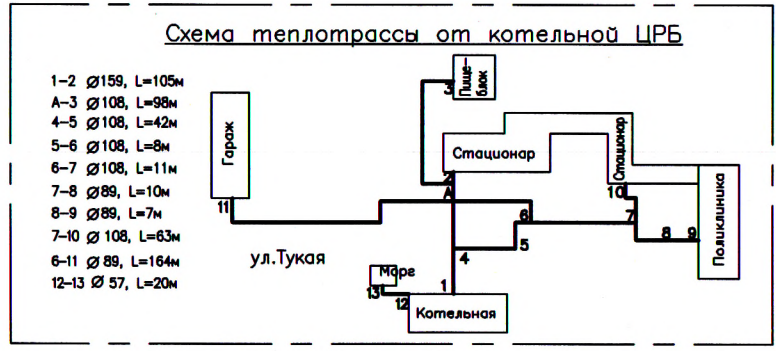 Схема теплотрассы от котельной ЦРБ
1-2 Ø159, L=105м
А-3 Ø108, L=98м
4-5 Ø108, L=42м
5-6 Ø108, L=8м
6-7 Ø108, L=11м
7-8 Ø89, L=10м
8-9 Ø89, L=7м
7-10 Ø 108, L=63м
6-11 Ø 89, L=164м
12-13 Ø 57, L=20м
Гараж
11
Пище-
блок
3
Стационар
2
А
Стационар
10
Поликлиника
6
7
8
9
5
4
ул.Тукая
Морг
13
12
1
Котельная